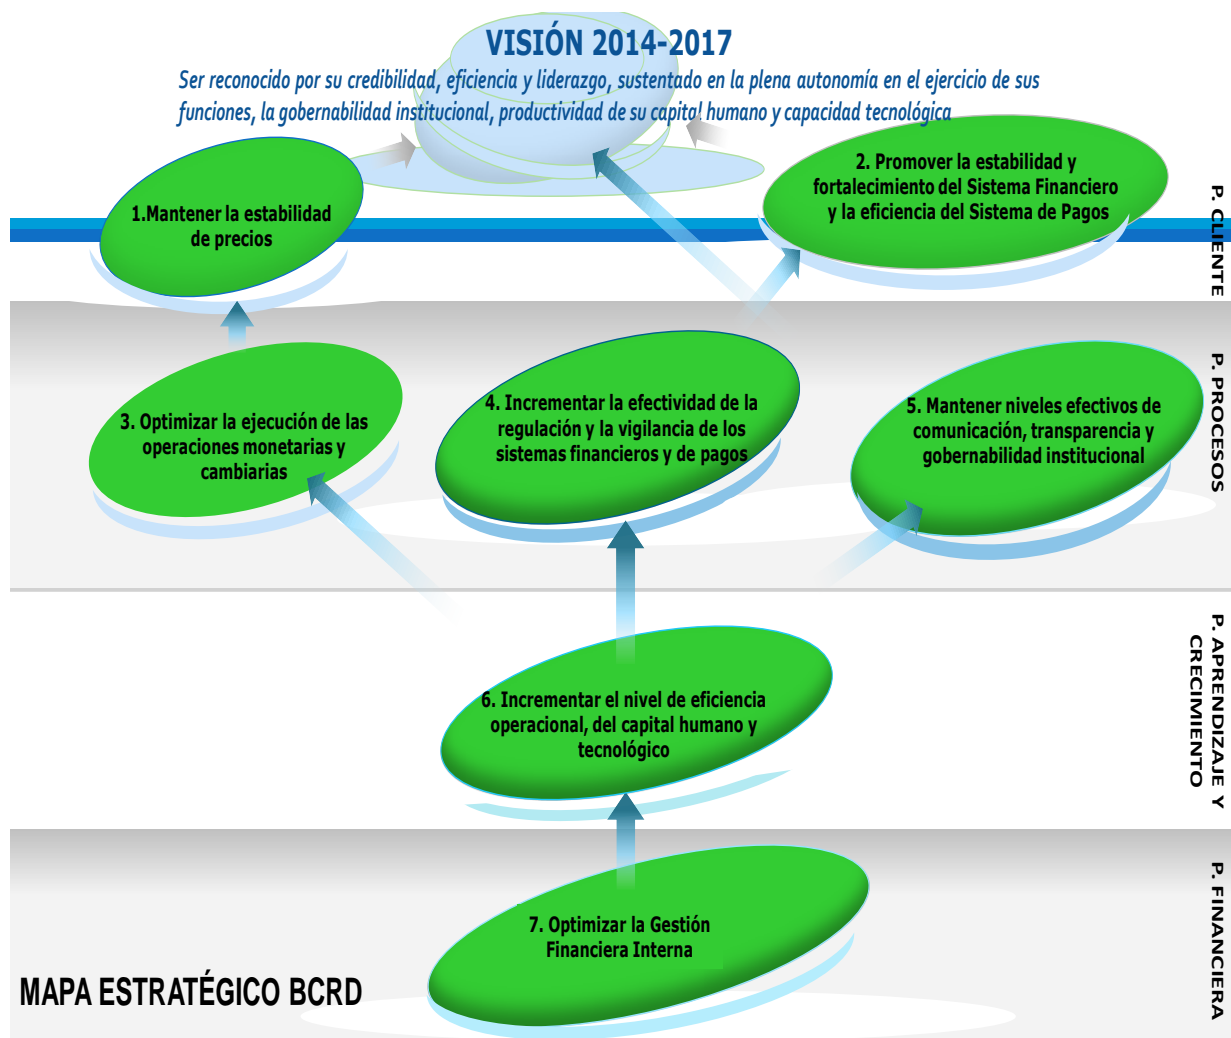 VISIÓN 2014-2017
Ser reconocido por su credibilidad, eficiencia y liderazgo, sustentado en la plena autonomía en el ejercicio de sus
funciones, la gobernabilidad institucional, productividad de su capital humano y capacidad tecnológica
1.Mantener la estabilidad
de precios
2. Promover la estabilidad y
fortalecimiento del Sistema Financiero
y la eficiencia del Sistema de Pagos
P. CLIENTE
3. Optimizar la ejecución de las
operaciones monetarias y
cambiarias
4. Incrementar la efectividad de la
regulación y la vigilancia de los
sistemas financieros y de pagos
5. Mantener niveles efectivos de
comunicación, transparencia y
gobernabilidad institucional
P. PROCESOS
6. Incrementar el nivel de eficiencia
operacional, del capital humano y
tecnológico
P. APRENDIZAJE Y
CRECIMIENTO
7. Optimizar la Gestión
Financiera Interna
P. FINANCIERA
MAPA ESTRATÉGICO BCRD